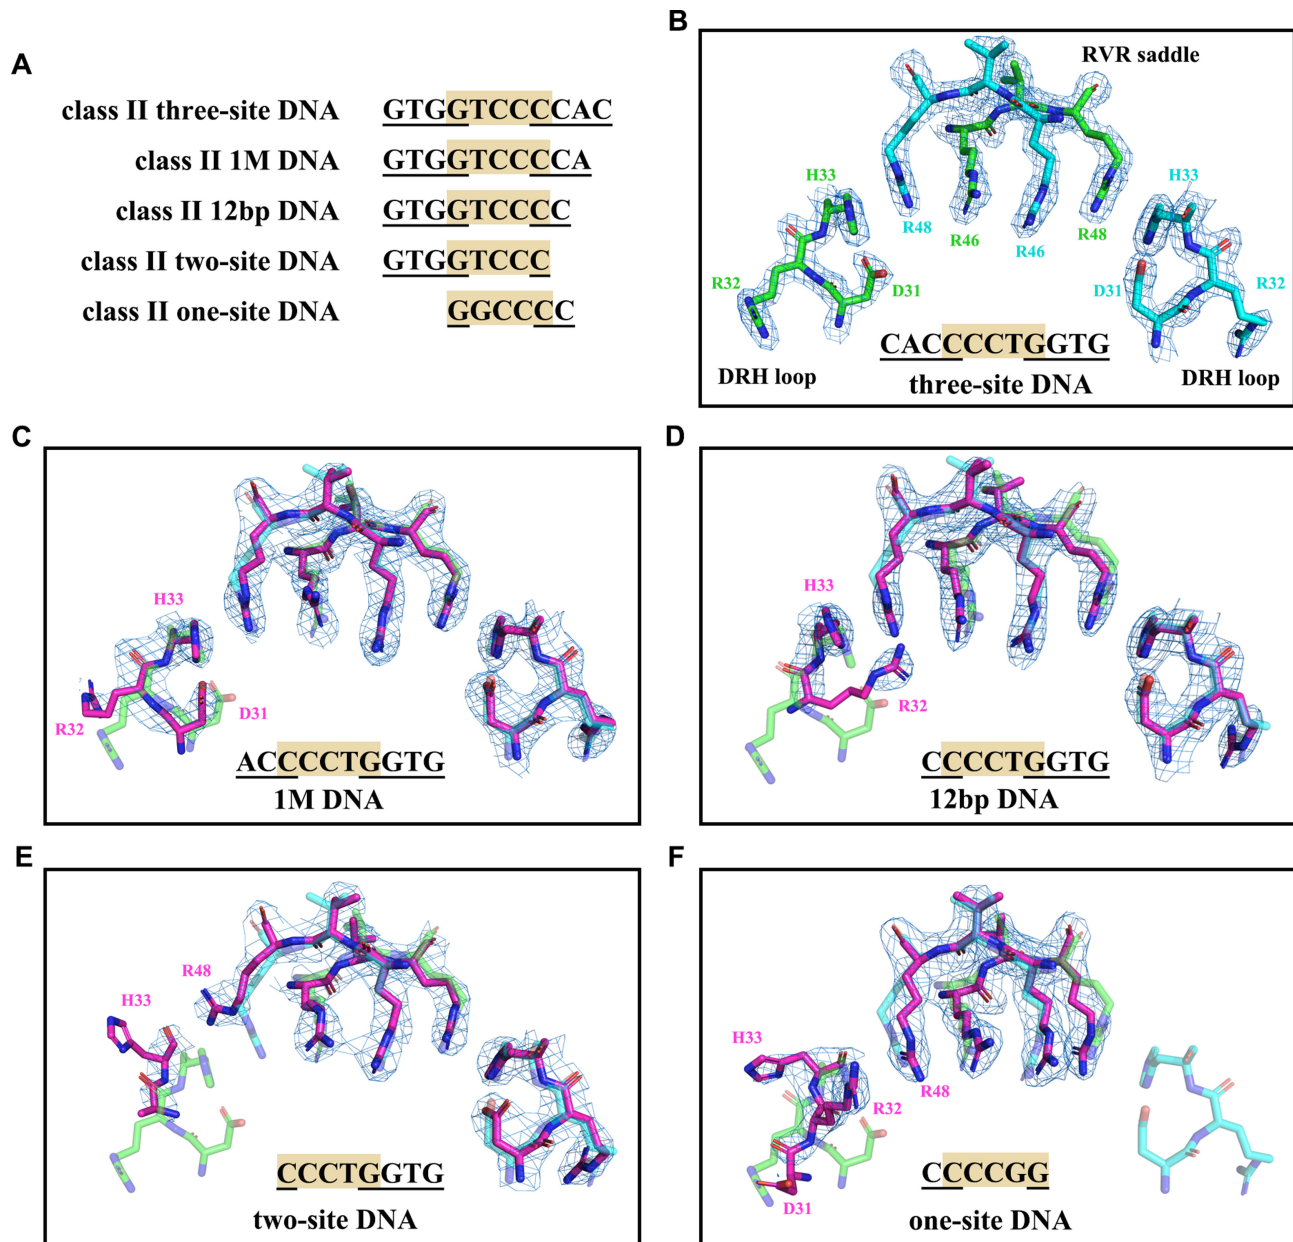 A
class II three-site DNA GTGGTCCCCAC
class II 1M DNA GTGGTCCCCA
class II 12bp DNA GTGGTCCCC
class II two-site DNA GTGGTCCC
class II one-site DNA GGCCCC
B
RVR saddle
H33
H33
R48
R46
R46
R48
R32
D31
D31
R32
CACCCCTGGTG
DRH loop
three-site DNA
DRH loop
C
H33
R32
D31
ACCCCTGGTG
1M DNA
D
H33
R32
CCCCTGGTG
12bp DNA
E
R48
H33
CCCTGGTG
two-site DNA
F
H33
R48
R32
D31
CCCCGG
one-site DNA